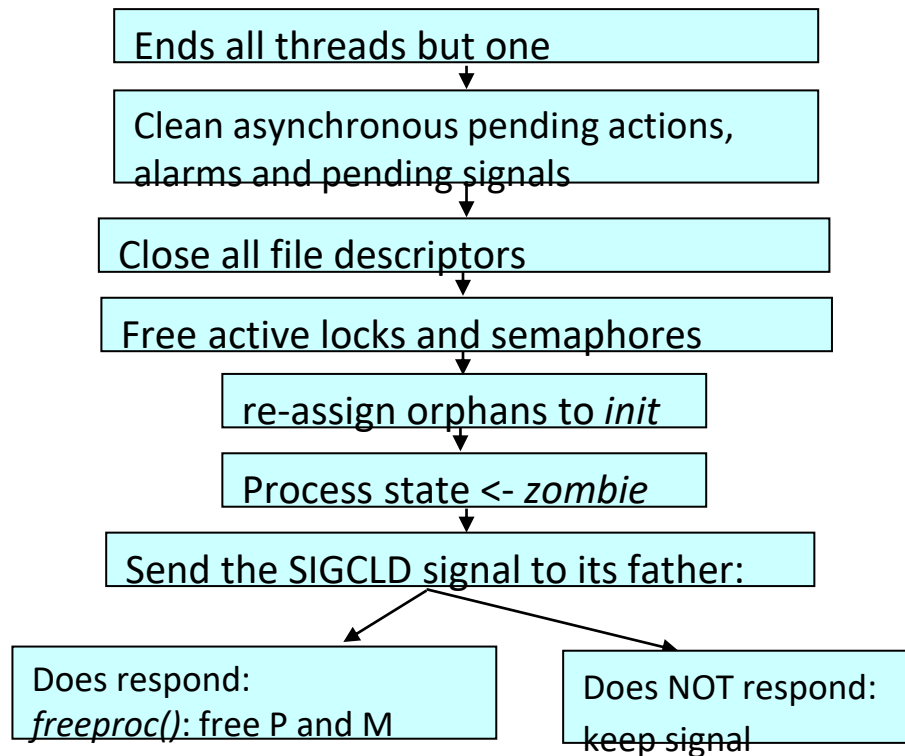 Ends all threads but one
Clean asynchronous pending actions,
alarms and pending signals
Close all file descriptors
Free active locks and semaphores
re-assign orphans to init
Process state <- zombie
Send the SIGCLD signal to its father:
Does respond:
freeproc(): free P and M
Does NOT respond:
keep signal